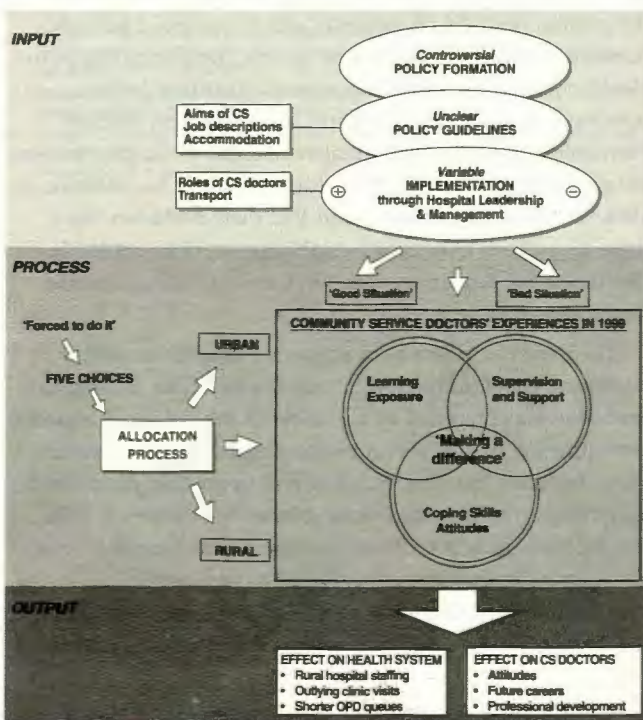 INPUT
Controversial
POLICY FORMATION
Aims of CS
Job descriptions
Accommodation
Unclear
POLICY GUIDELINES
Roles of CS doctors
Transport
⊕
Variable
IMPLEMENTATION
through Hospital Leadership
& Management
⊖
PROCESS
'Good Situation'
'Bad Situation'
'Forced to do it'
FIVE CHOICES
ALLOCATION
PROCESS
URBAN
RURAL
COMMUNITY SERVICE DOCTORS' EXPERIENCES IN 1999
Learning
Exposure
Supervision
and Support
'Making a
difference'
Coping Skills
Attitudes
OUTPUT
EFFECT ON HEALTH SYSTEM
• Rural hospital staffing
• Outlying clinic visits
• Shorter OPD queues
EFFECT ON CS DOCTORS
• Attitudes
• Future careers
• Professional development